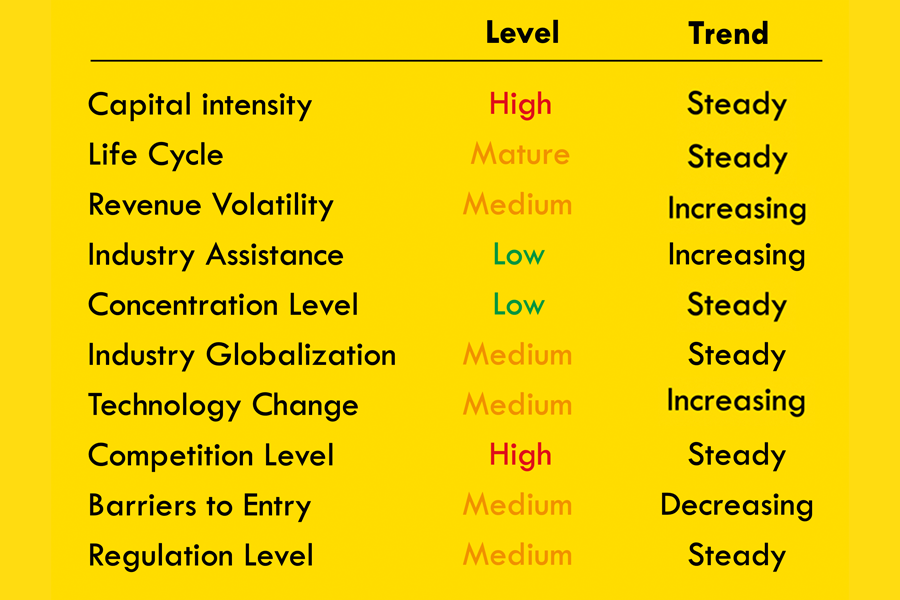 Level Trend
Capital intensity High Steady
Life Cycle Mature Steady
Revenue Volatility Medium Increasing
Industry Assistance Low Increasing
Concentration Level Low Steady
Industry Globalization Medium Steady
Technology Change Medium Increasing
Competition Level High Steady
Barriers to Entry Medium Decreasing
Regulation Level Medium Steady